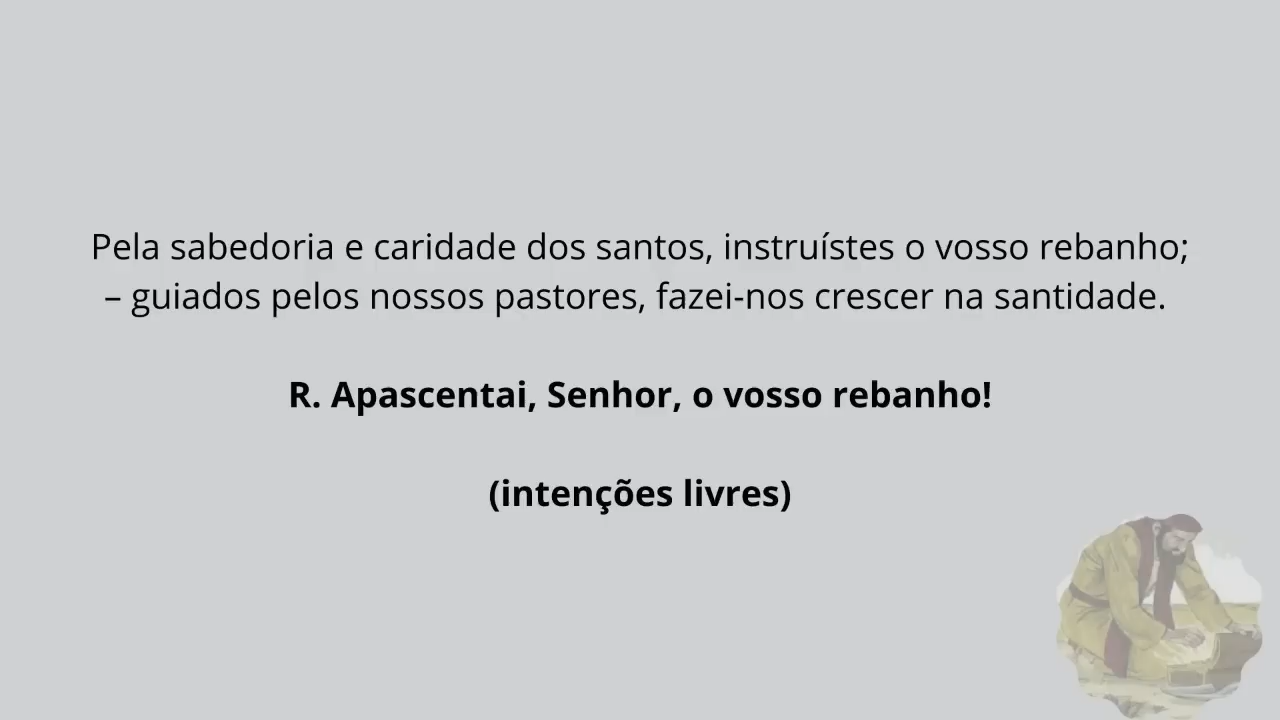 Pela sabedoria e caridade dos santos, instruístes o vosso rebanho;
– guiados pelos nossos pastores, fazei-nos crescer na santidade.
R. Apascentai, Senhor, o vosso rebanho!
(intenções livres)